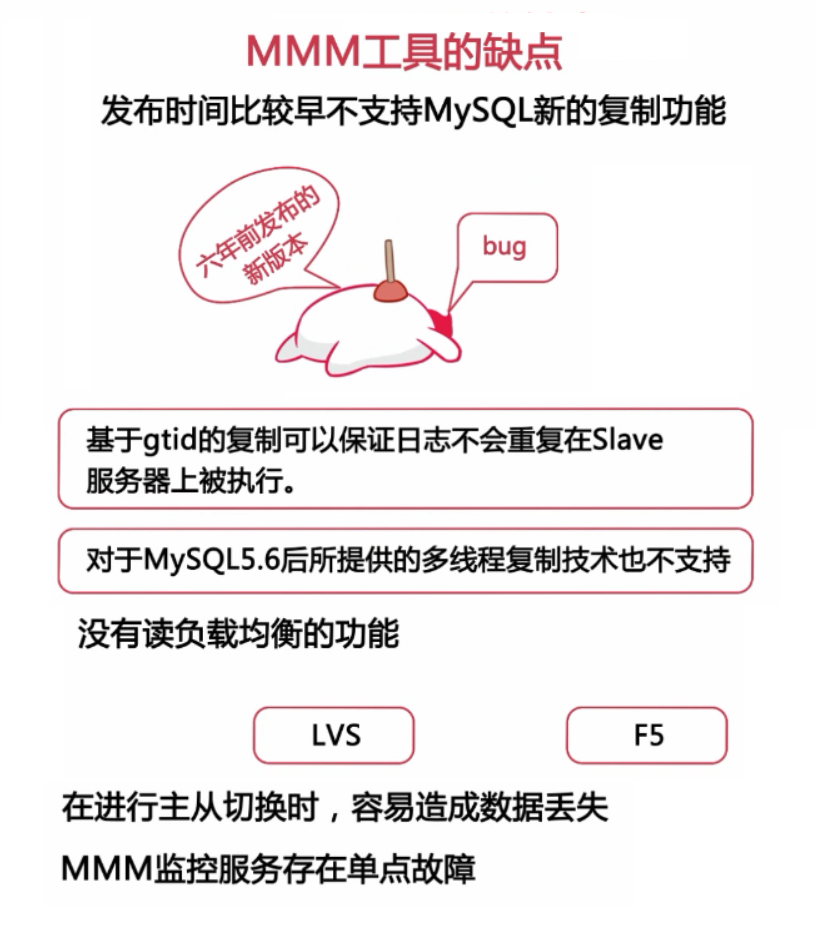 MMM工具的缺点
发布时间比较早不支持MySQL新的复制功能
六年前发布的
新版本
bug
基于gtid的复制可以保证日志不会重复在Slave
服务器上被执行。
对于MySQL5.6后所提供的多线程复制技术也不支持
没有读负载均衡的功能
LVS
F5
在进行主从切换时，容易造成数据丢失
MMM监控服务存在单点故障